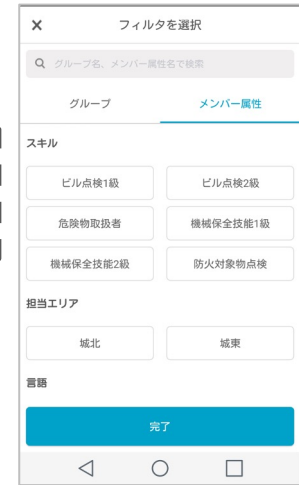 フィルタを選択
グループ名、メンバー属性名で検索
グループ メンバー属性
スキル
ビル点検1級 ビル点検2級
危険物取扱者 機械保全技能1級
機械保全技能2級 防火対象物点検
担当エリア
城北 城東
言語
完了